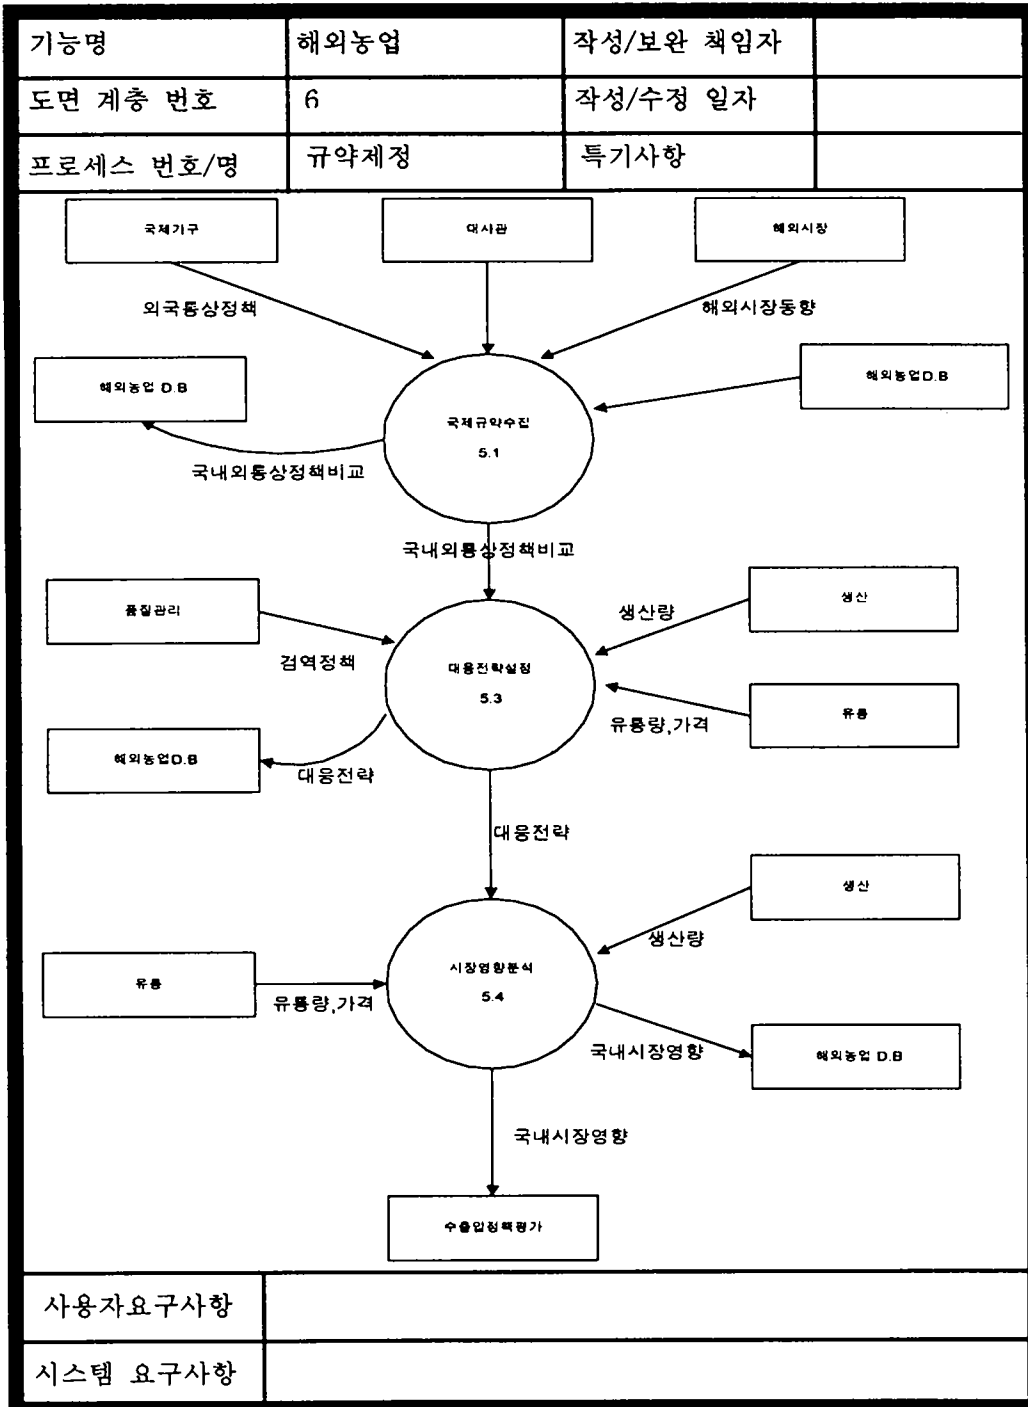 기능명 해외농업 작성/보완 책임자
도면 계층 번호 6 작성/수정 일자
프로세스 번호/명 규약제정 특기사항
국제기구 대사관 해외시장
외국통상정책 해외시장동향
해외농업 D.B 해외농업D.B
국제규약수집
5.1
국내외통상정책비교
국내외통상정책비교
품질관리 생산
생산량
검역정책
대응전략설정
5.3
유통
유통량,가격
해외농업D.B
대응전략
대응전략
생산
생산량
시장영향분석
유통
5.4
유통량,가격
국내시장영향 해외농업 D.B
국내시장영향
수출입정책평가
사용자요구사항
시스템 요구사항